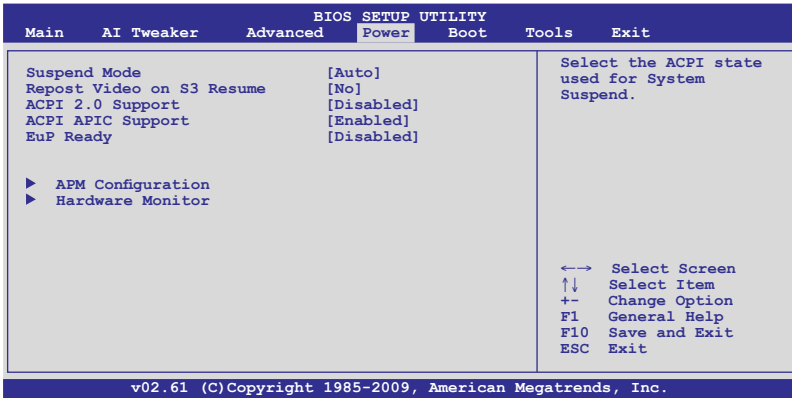 BIOS SETUP UTILITY
Main AI Tweaker Advanced Power Boot Tools Exit
Suspend Mode [Auto]
Repost Video on S3 Resume [No]
ACPI 2.0 Support [Disabled]
ACPI APIC Support [Enabled]
EuP Ready [Disabled]
▶ APM Configuration
▶ Hardware Monitor
Select the ACPI state
used for System
Suspend.
←→ Select Screen
↑↓ Select Item
+- Change Option
F1 General Help
F10 Save and Exit
ESC Exit
v02.61 (C)Copyright 1985-2009, American Megatrends, Inc.